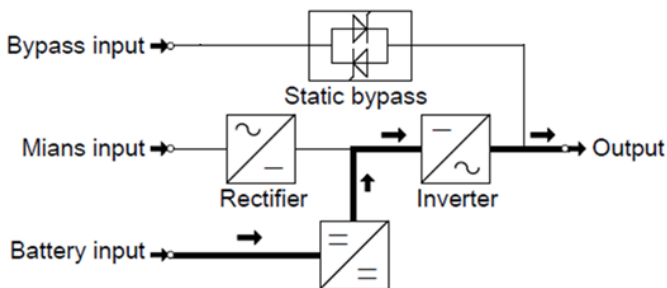 Bypass input
Static bypass
Mians input
Rectifier
Inverter
Output
Battery input